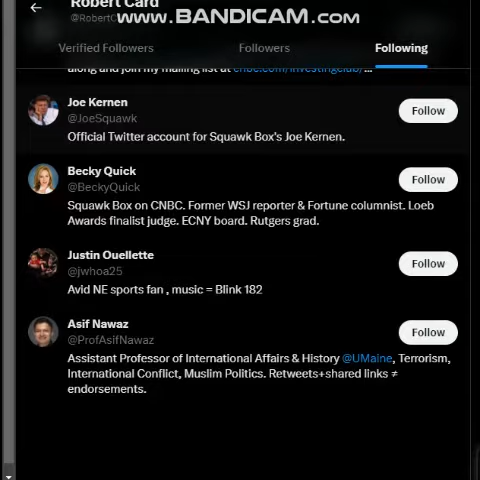 Robert Card
@RobertC
WWW.BANDICAM.COM
Verified Followers
Followers
Following
along and join my mailing list at cnbc.com/investingclub/...
Joe Kernen
@JoeSquawk
Follow
Official Twitter account for Squawk Box's Joe Kernen.
Becky Quick
@BeckyQuick
Follow
Squawk Box on CNBC. Former WSJ reporter & Fortune columnist. Loeb
Awards finalist judge. ECNY board. Rutgers grad.
Justin Ouellette
@jwhoa25
Follow
Avid NE sports fan , music = Blink 182
Asif Nawaz
@ProfAsifNawaz
Follow
Assistant Professor of International Affairs & History @UMaine, Terrorism,
International Conflict, Muslim Politics. Retweets+shared links ≠
endorsements.